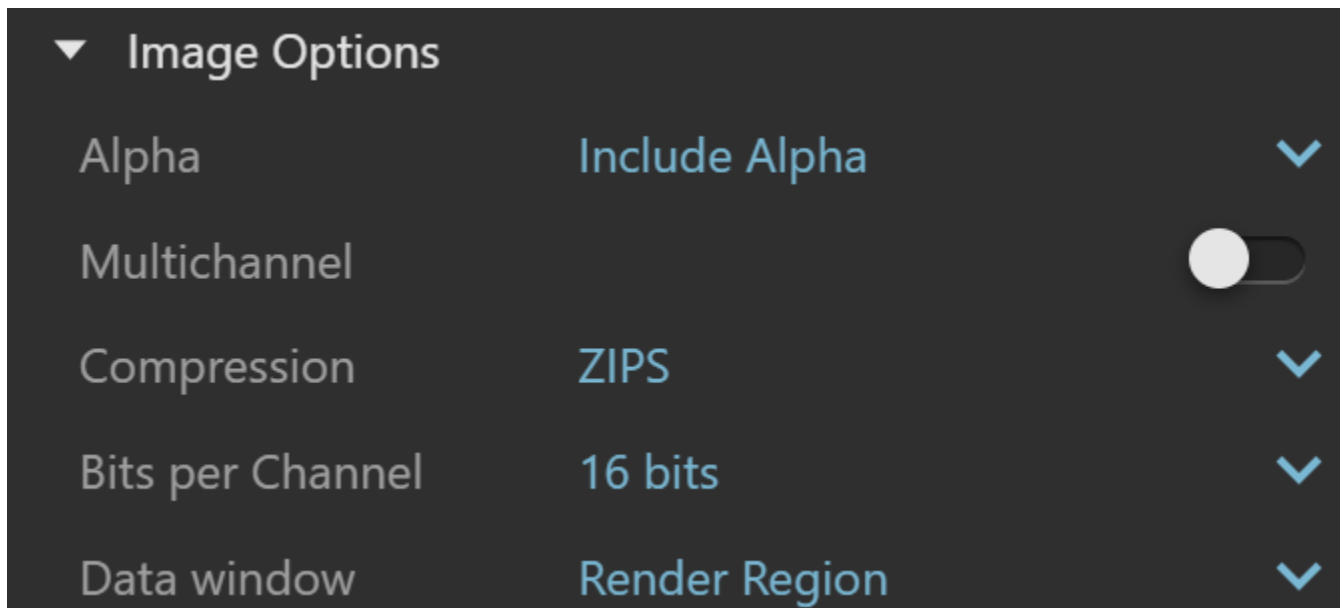 Image Options
Alpha Include Alpha
Multichannel
Compression ZIPS
Bits per Channel 16 bits
Data window Render Region